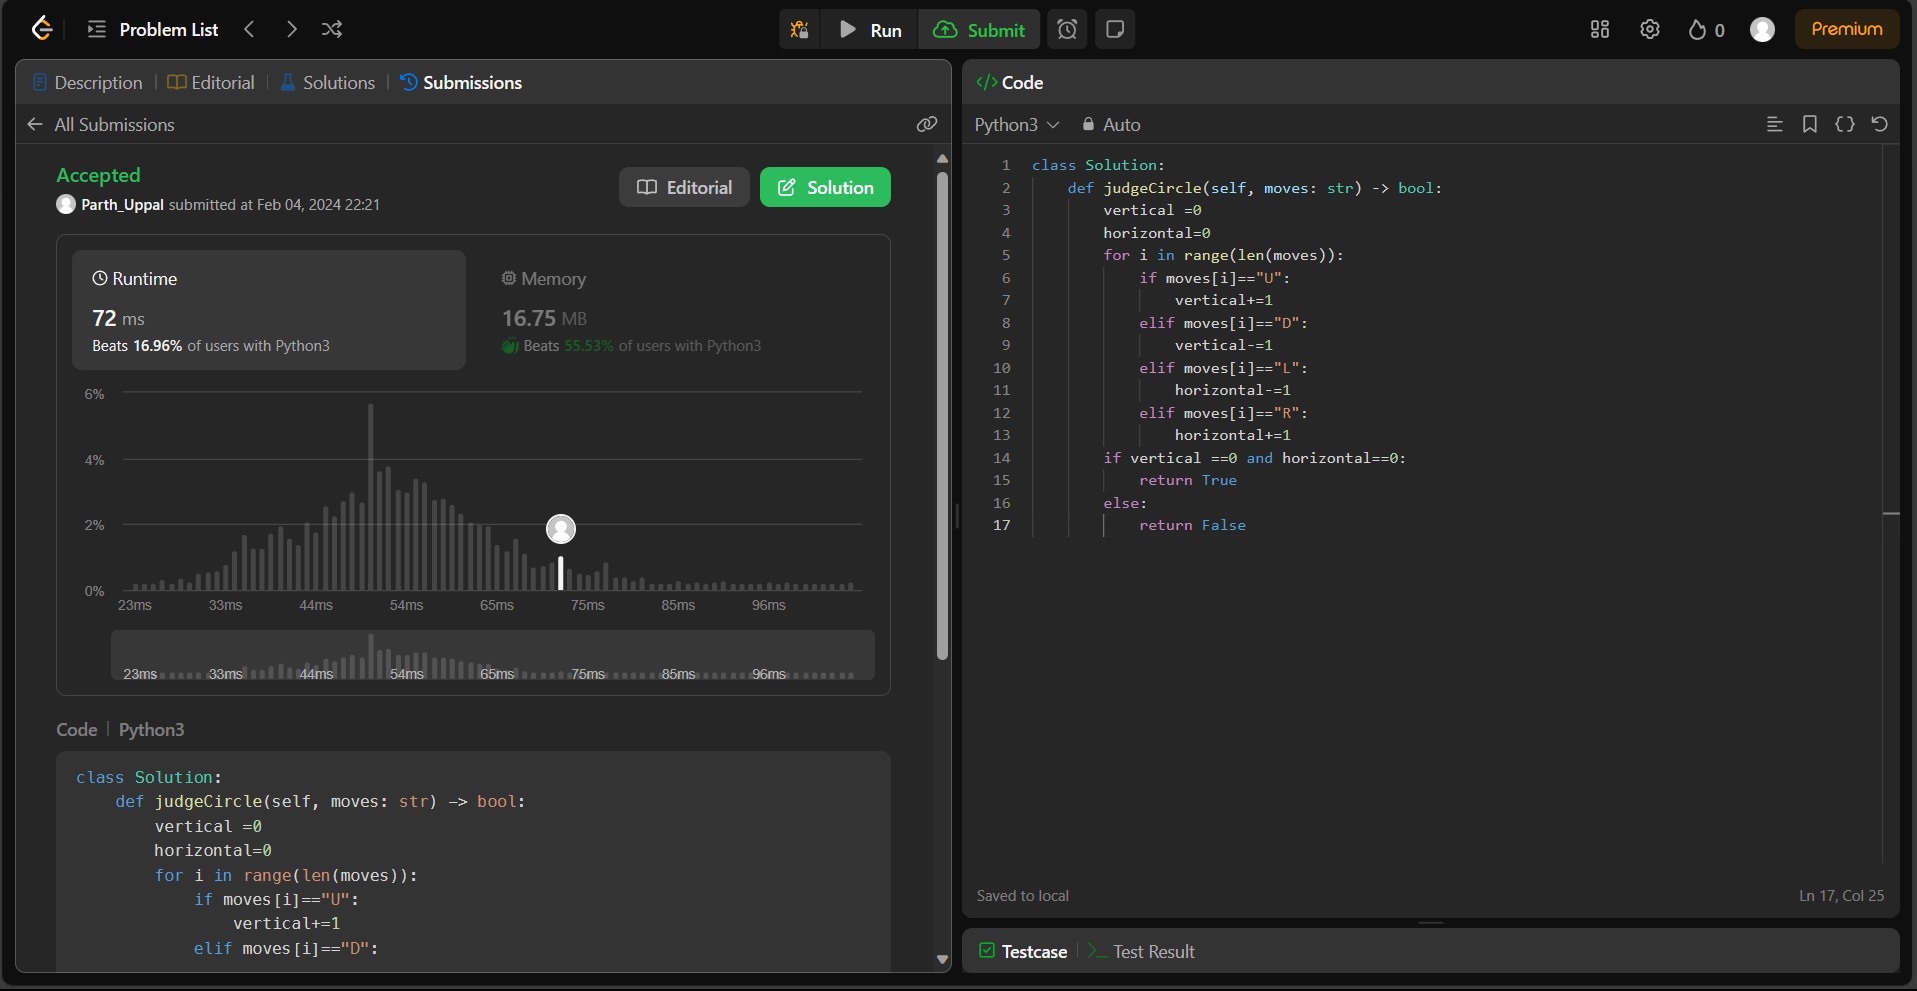 Problem List
Run
Submit
0
Premium
Description
Editorial
Solutions
Submissions
All Submissions
Accepted
Parth_Uppal submitted at Feb 04, 2024 22:21
Editorial
Solution
Runtime
72 ms
Beats 16.96% of users with Python3
Memory
16.75 MB
Beats 55.53% of users with Python3
6%
4%
2%
0%
23ms 33ms 44ms 54ms 65ms 75ms 85ms 96ms
23ms 33ms 44ms 54ms 65ms 75ms 85ms 96ms
Code | Python3
class Solution:
    def judgeCircle(self, moves: str) -> bool:
        vertical =0
        horizontal=0
        for i in range(len(moves)):
            if moves[i]=="U":
                vertical+=1
            elif moves[i]=="D":
</> Code
Python3
Auto
1 class Solution:
2     def judgeCircle(self, moves: str) -> bool:
3         vertical =0
4         horizontal=0
5         for i in range(len(moves)):
6             if moves[i]=="U":
7                 vertical+=1
8             elif moves[i]=="D":
9                 vertical-=1
10             elif moves[i]=="L":
11                 horizontal-=1
12             elif moves[i]=="R":
13                 horizontal+=1
14         if vertical ==0 and horizontal==0:
15             return True
16         else:
17             return False
Saved to local
Ln 17, Col 25
Testcase
Test Result